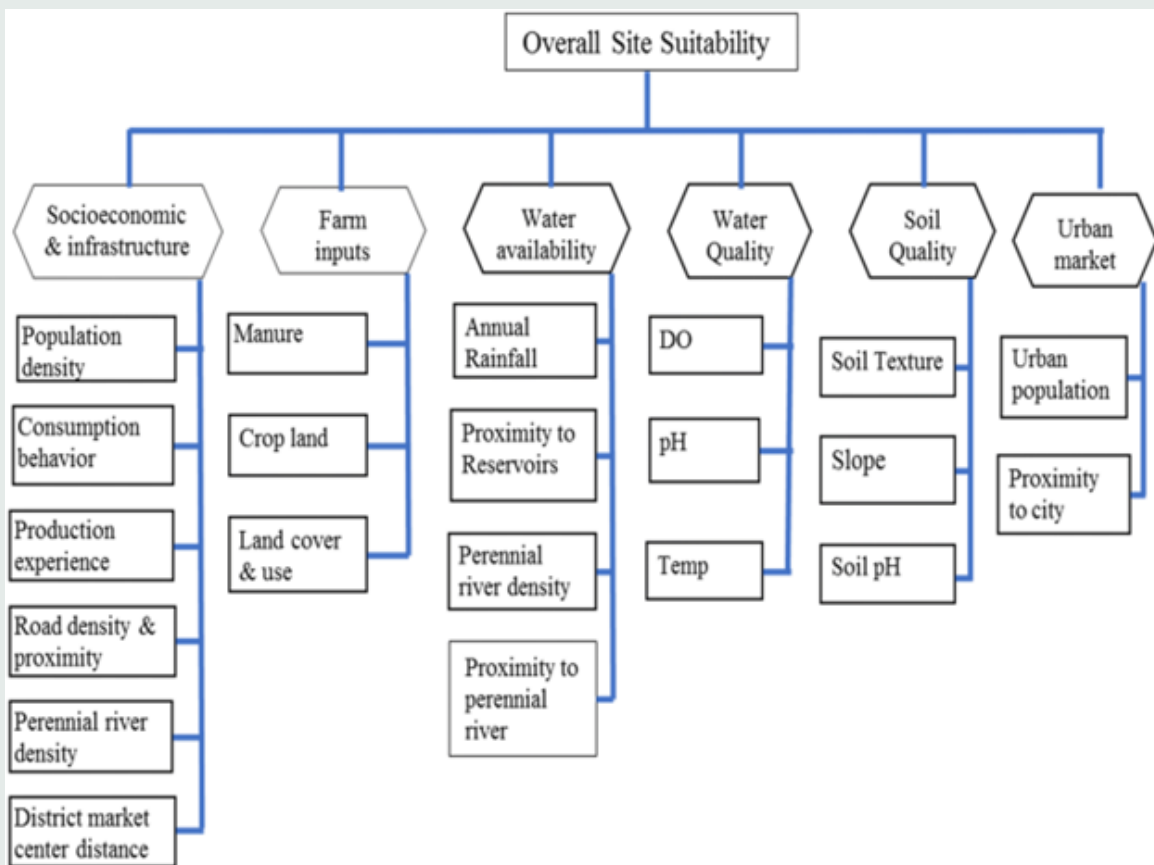 Overall Site Suitability
Socioeconomic
& infrastructure
Population
density
Consumption
behavior
Production
experience
Road density &
proximity
Perennial river
density
District market
center distance
Farm
inputs
Manure
Crop land
Land cover
& use
Water
availability
Annual
Rainfall
Proximity to
Reservoirs
Perennial
river density
Proximity to
perennial
river
Water
Quality
DO
pH
Temp
Soil
Quality
Soil Texture
Slope
Soil pH
Urban
market
Urban
population
Proximity
to city